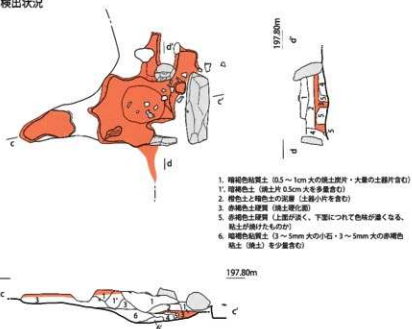 検出状況
197.80m
d'
d'
c'
c
d
d
1. 暗褐色粘質土（0.5 〜 1cm 大の焼土炭片・大量の土器片含む）
1'. 暗褐色土（焼土片 0.5cm 大を多量含む）
2. 橙色土と暗色土の泥層（土器小片を含む）
3. 赤褐色土硬質（焼土硬化面）
5. 赤褐色土硬質（上面が淡く、下面につれて色味が濃くなる、
粘土が焼けたものか）
6. 暗褐色粘質土（3 〜 5mm 大の小石・3 〜 5mm 大の赤褐色
粘土（焼土）を少量含む）
197.80m
c
c'
3
1'
1
6